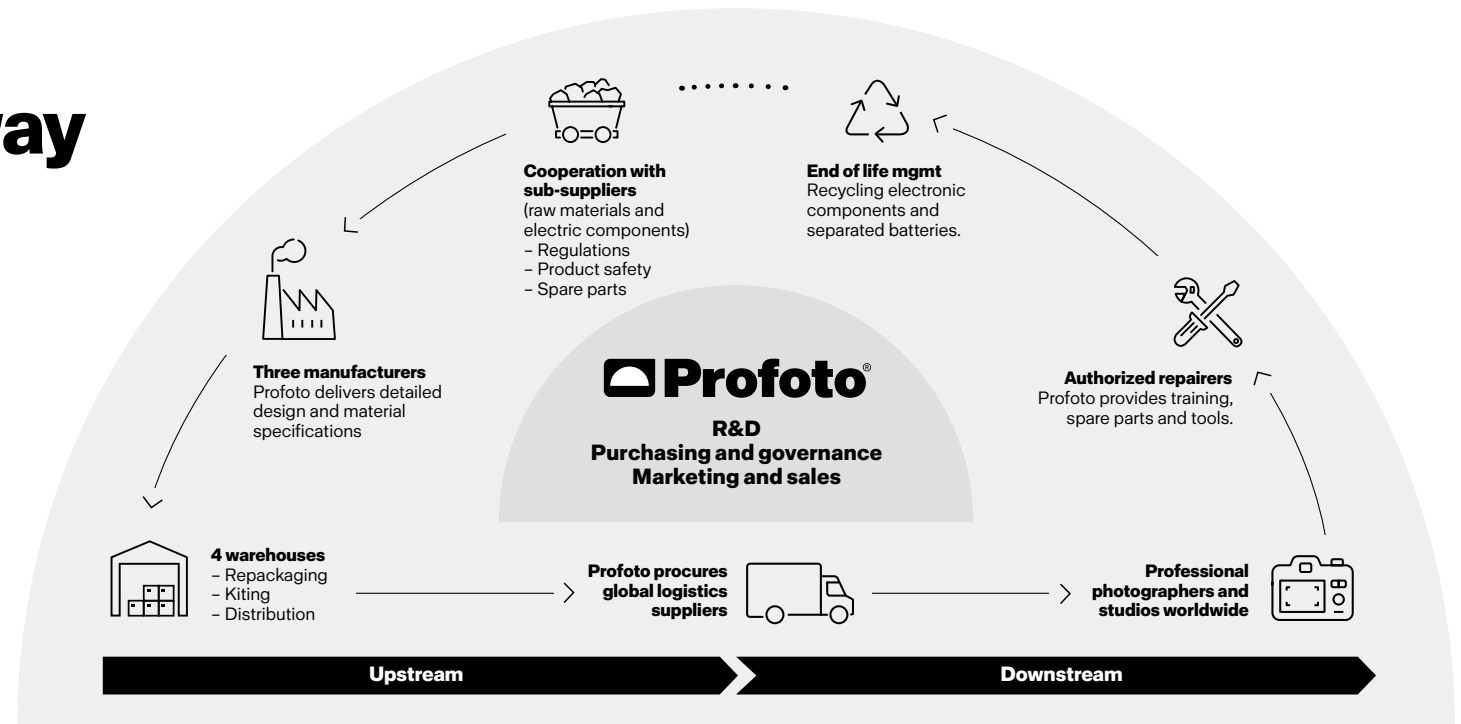 Cooperation with
sub-suppliers
(raw materials and
electric components)
– Regulations
– Product safety
– Spare parts
End of life mgmt
Recycling electronic
components and
separated batteries.
Three manufacturers
Profoto delivers detailed
design and material
specifications
Profoto®
R&D
Purchasing and governance
Marketing and sales
Authorized repairers
Profoto provides training,
spare parts and tools.
4 warehouses
– Repackaging
– Kiting
– Distribution
Profoto procures
global logistics
suppliers
Professional
photographers and
studios worldwide
Upstream
Downstream